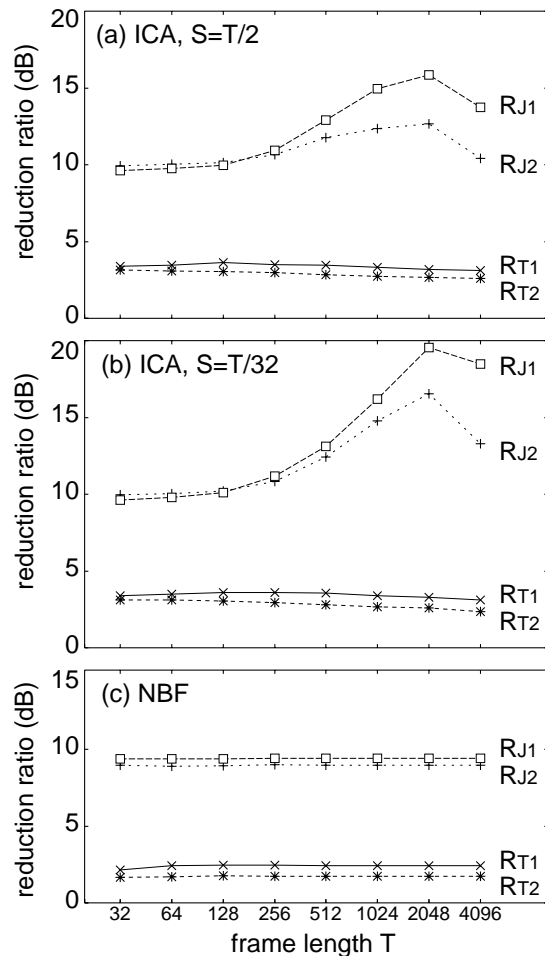 20
(a) ICA, S=T/2
15
10
5
0
reduction ratio (dB)
RJ1
RJ2
RT1
RT2
20
(b) ICA, S=T/32
15
10
5
0
reduction ratio (dB)
RJ1
RJ2
RT1
RT2
15
(c) NBF
10
5
0
reduction ratio (dB)
RJ1
RJ2
RT1
RT2
32 64 128 256 512 1024 2048 4096
frame length T